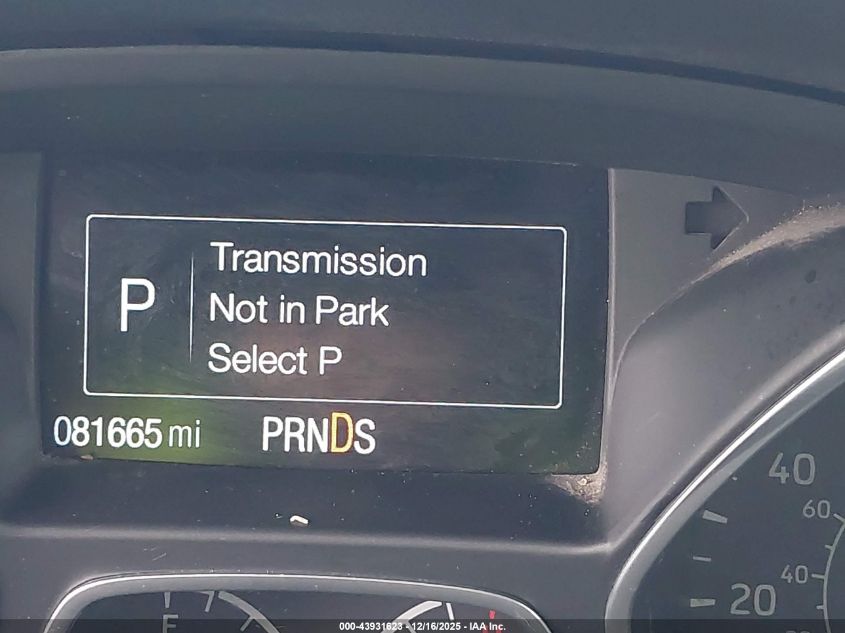 Transmission
P
Not in Park
Select P
081665 mi PRNDS
40
60
40
20
F
000-43931623 - 12/16/2025 - IAA Inc.